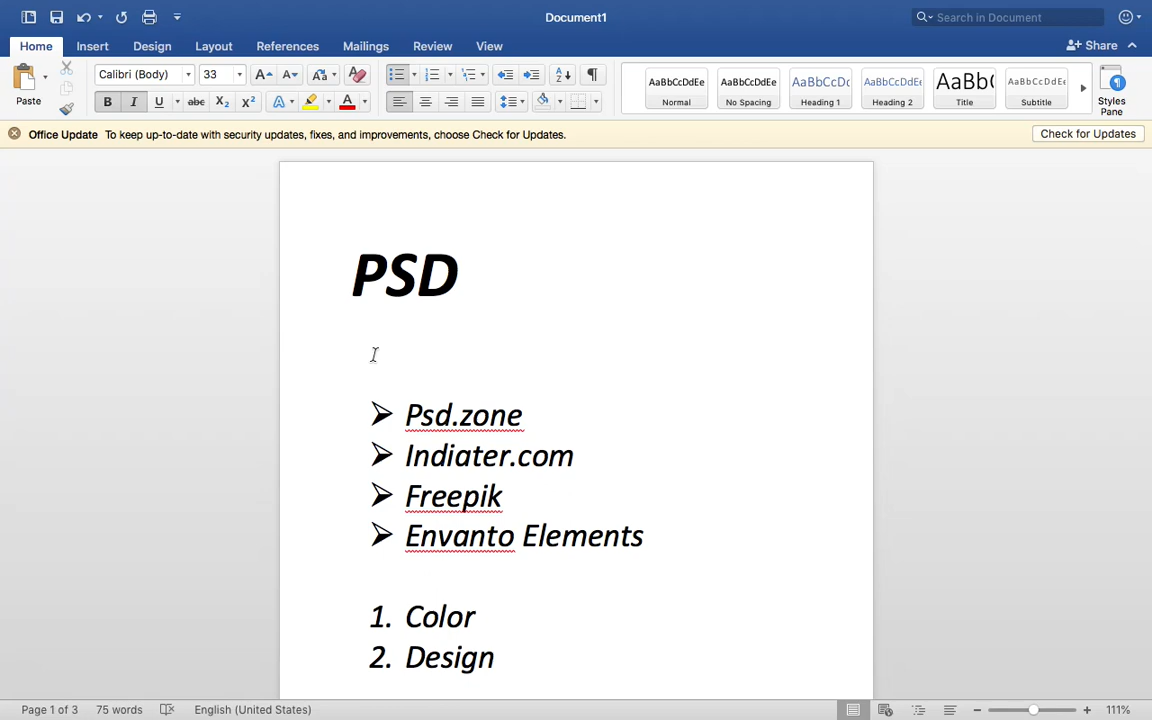 Document1
Search in Document
Home Insert Design Layout References Mailings Review View Share
Paste Calibri (Body) 33 A A Aa A A Z ¶
B I U abc X₂ X² A A
AaBbCcDdEe AaBbCcDdEe AaBbCcDc AaBbCcDdEe AaBbC( AaBbCcDdEe
Normal No Spacing Heading 1 Heading 2 Title Subtitle Styles Pane
Office Update To keep up-to-date with security updates, fixes, and improvements, choose Check for Updates. Check for Updates
PSD
➢ Psd.zone
➢ Indiater.com
➢ Freepik
➢ Envanto Elements
1. Color
2. Design
Page 1 of 3 75 words English (United States) 111%